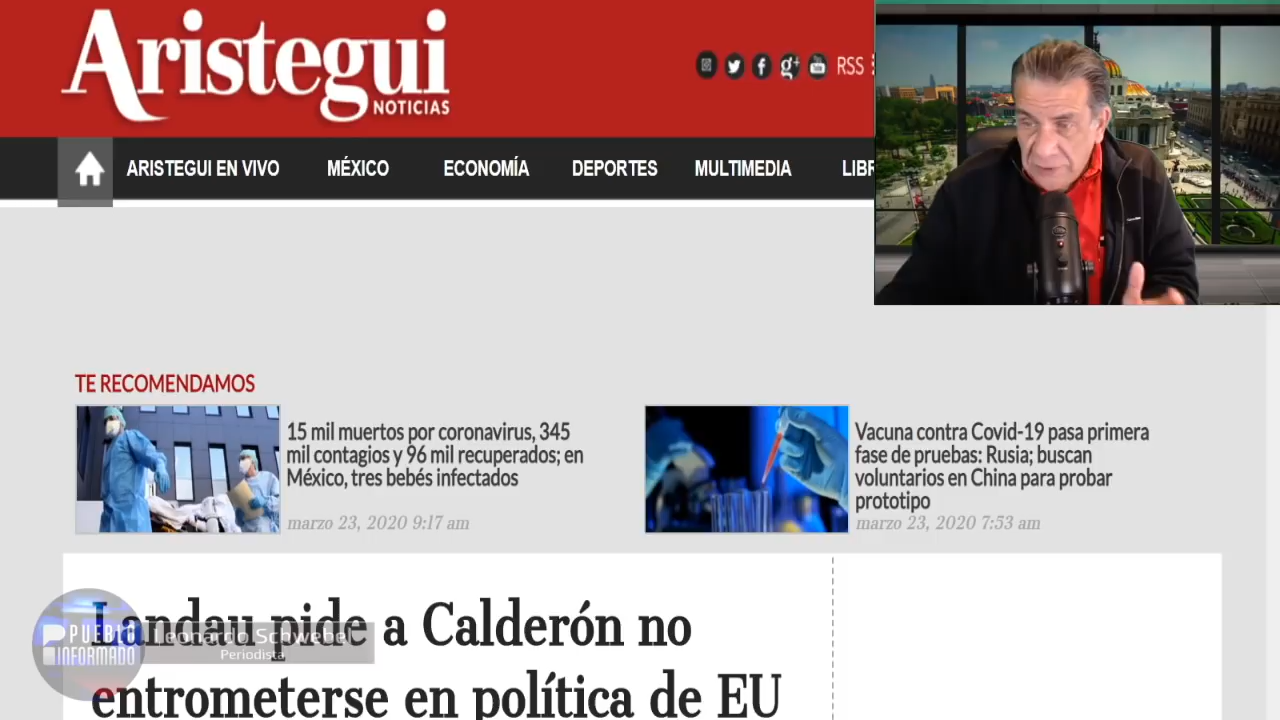 Aristegui
NOTICIAS
RSS
ARISTEGUI EN VIVO
MÉXICO
ECONOMÍA
DEPORTES
MULTIMEDIA
LIBR
TE RECOMENDAMOS
15 mil muertos por coronavirus, 345
mil contagios y 96 mil recuperados; en
México, tres bebés infectados
marzo 23, 2020 9:17 am
Vacuna contra Covid-19 pasa primera
fase de pruebas: Rusia; buscan
voluntarios en China para probar
prototipo
marzo 23, 2020 7:53 am
Landau pide a Calderón no
entrometerse en política de EU
PUEBLO
INFORMADO
Leonardo Schwebel
Periodista